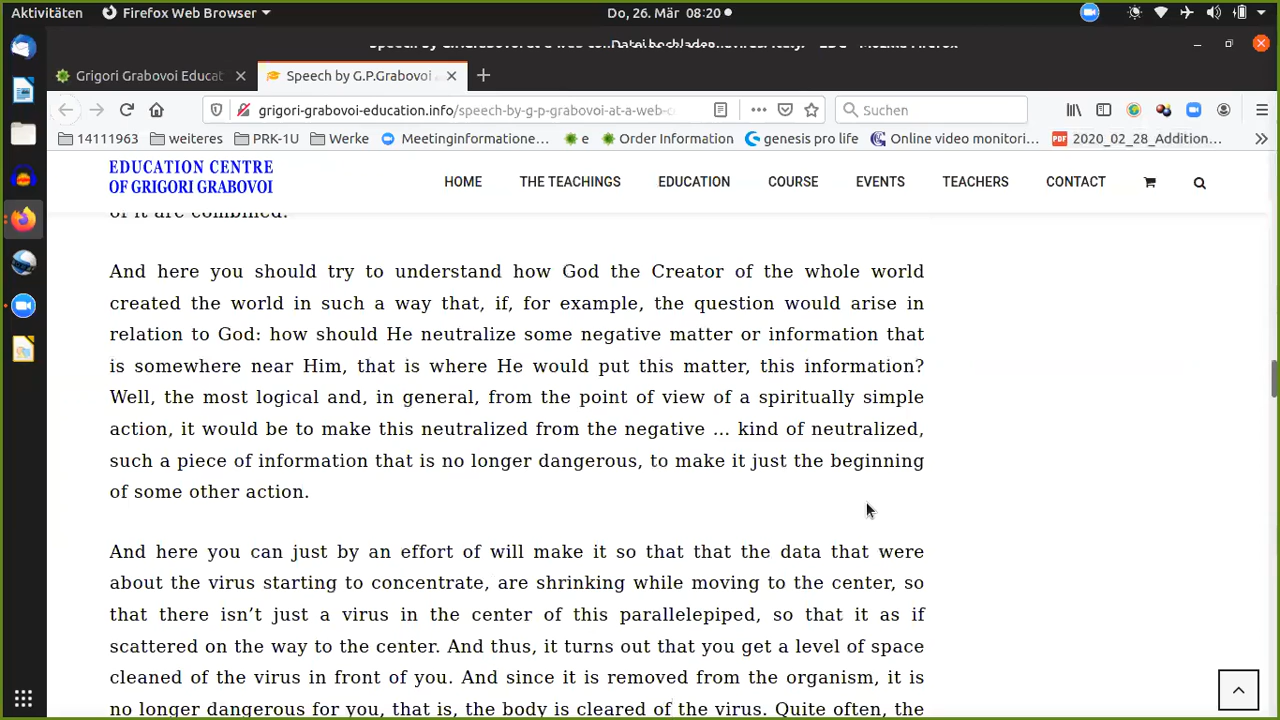 Aktivitäten Firefox Web Browser Do, 26. Mär 08:20
Datei hochladen
Mozilla Firefox
Grigori Grabovoi Educat Speech by G.P.Grabovoi
grigori-grabovoi-education.info/speech-by-g-p-grabovoi-at-a-web-c Suchen
14111963 weiteres PRK-1U Werke Meetinginformatione... e Order Information genesis pro life Online video monitori... 2020_02_28_Addition...
EDUCATION CENTRE
OF GRIGORI GRABOVOI
HOME THE TEACHINGS EDUCATION COURSE EVENTS TEACHERS CONTACT
of it are combined.
And here you should try to understand how God the Creator of the whole world
created the world in such a way that, if, for example, the question would arise in
relation to God: how should He neutralize some negative matter or information that
is somewhere near Him, that is where He would put this matter, this information?
Well, the most logical and, in general, from the point of view of a spiritually simple
action, it would be to make this neutralized from the negative ... kind of neutralized,
such a piece of information that is no longer dangerous, to make it just the beginning
of some other action.
And here you can just by an effort of will make it so that that the data that were
about the virus starting to concentrate, are shrinking while moving to the center, so
that there isn't just a virus in the center of this parallelepiped, so that it as if
scattered on the way to the center. And thus, it turns out that you get a level of space
cleaned of the virus in front of you. And since it is removed from the organism, it is
no longer dangerous for you, that is, the body is cleared of the virus. Quite often, the